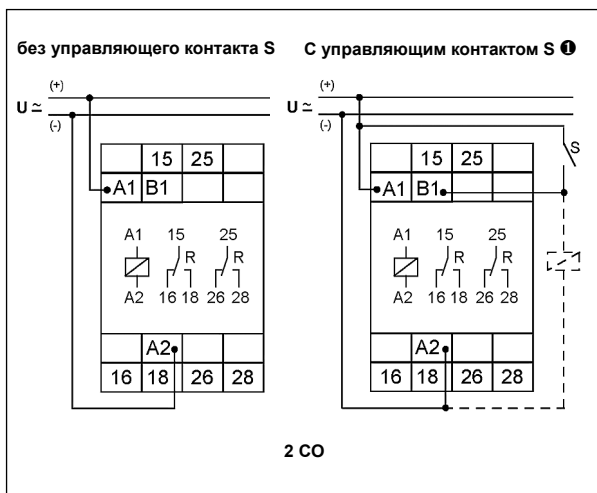 без управляющего контакта S
С управляющим контактом S ❶
(+)
U ≃
(-)
15 25
A1 B1
A1 15 25
R R
A2 16 18 26 28
A2
16 18 26 28
(+)
U ≃
(-)
S
15 25
A1 B1
A1 15 25
R R
A2 16 18 26 28
A2
16 18 26 28
2 CO